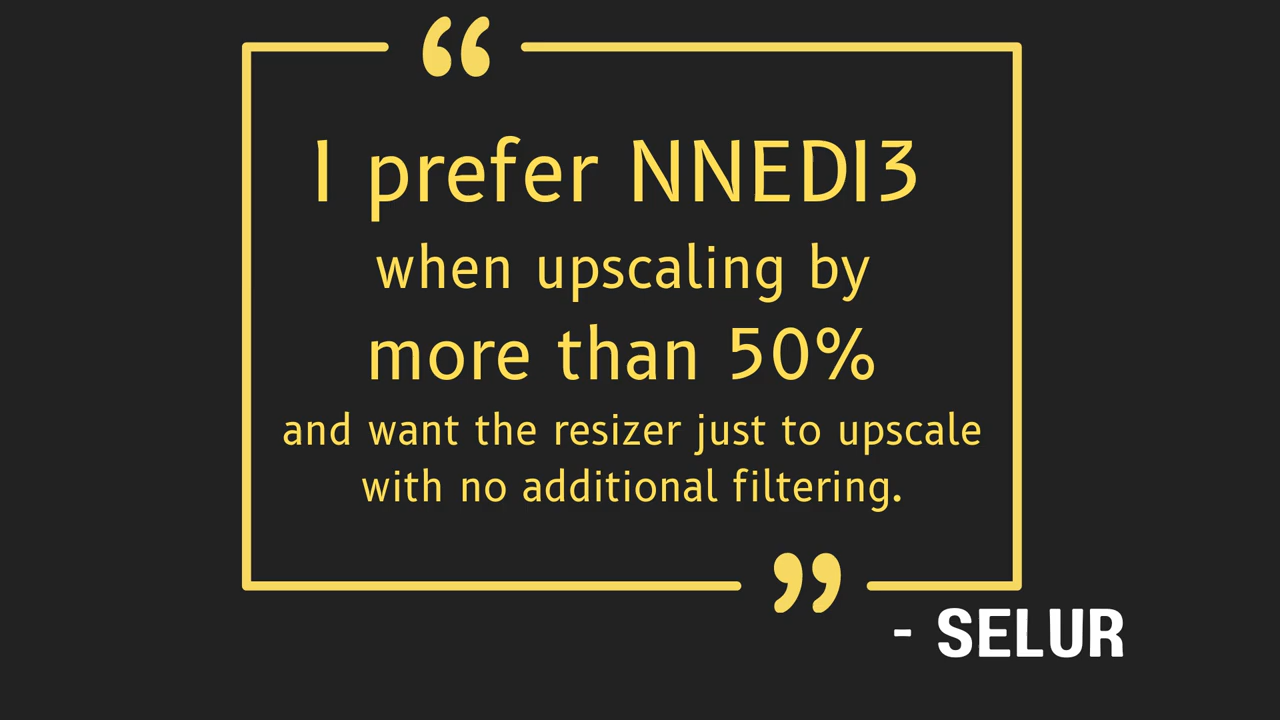 “
I prefer NNEDI3
when upscaling by
more than 50%
and want the resizer just to upscale
with no additional filtering.
”
- SELUR